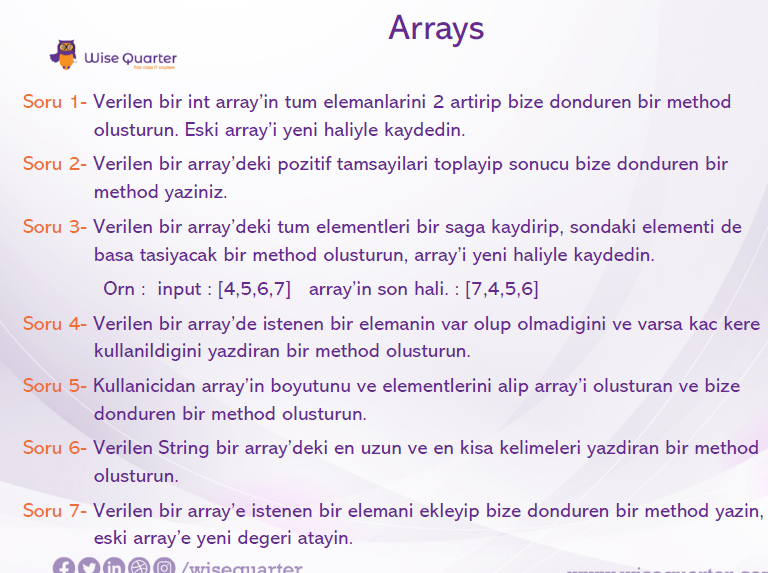 Arrays
Wise Quarter
Soru 1- Verilen bir int array'in tum elemanlarini 2 artirip bize donduren bir method
olusturun. Eski array'i yeni haliyle kaydedin.
Soru 2- Verilen bir array'deki pozitif tamsayilari toplayip sonucu bize donduren bir
method yaziniz.
Soru 3- Verilen bir array'deki tum elementleri bir saga kaydirip, sondaki elementi de
basa tasiyacak bir method olusturun, array'i yeni haliyle kaydedin.
Orn : input : [4,5,6,7] array'in son hali. : [7,4,5,6]
Soru 4- Verilen bir array'de istenen bir elemanin var olup olmadigini ve varsa kac kere
kullanildigini yazdiran bir method olusturun.
Soru 5- Kullanicidan array'in boyutunu ve elementlerini alip array'i olusturan ve bize
donduren bir method olusturun.
Soru 6- Verilen String bir array'deki en uzun ve en kisa kelimeleri yazdiran bir method
olusturun.
Soru 7- Verilen bir array'e istenen bir elemani ekleyip bize donduren bir method yazin,
eski array'e yeni degeri atayin.
/wisequarter